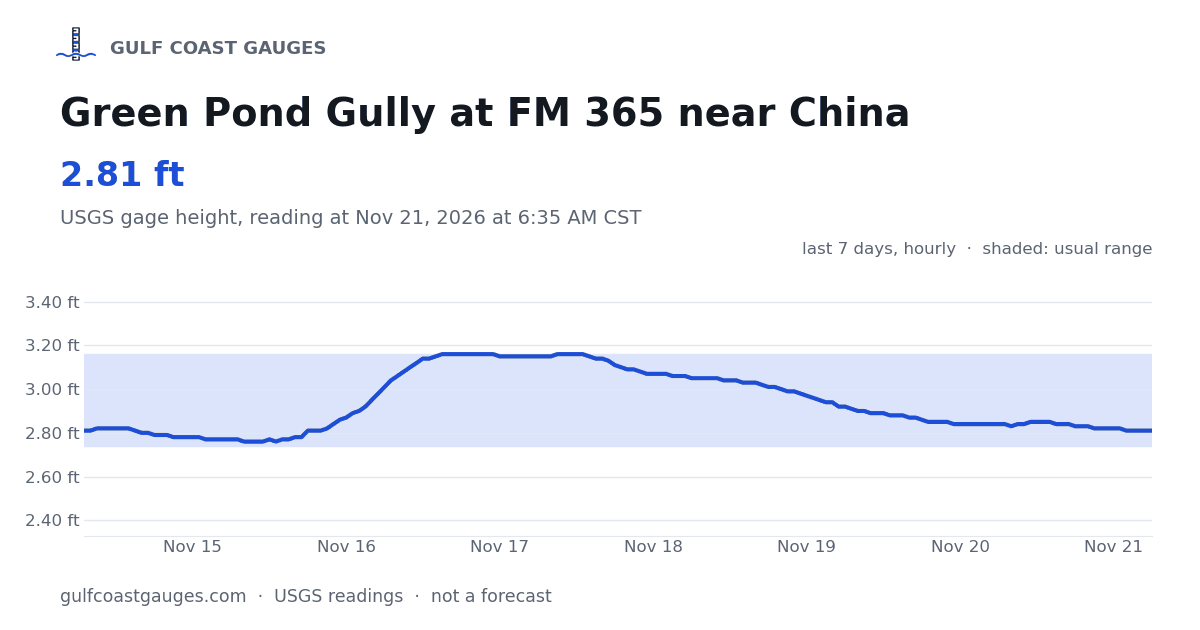 GULF COAST GAUGES
Green Pond Gully at FM 365 near China
2.81 ft
USGS gage height, reading at Nov 21, 2026 at 6:35 AM CST
last 7 days, hourly · shaded: usual range
3.40 ft
3.20 ft
3.00 ft
2.80 ft
2.60 ft
2.40 ft
Nov 15 Nov 16 Nov 17 Nov 18 Nov 19 Nov 20 Nov 21
gulfcoastgauges.com · USGS readings · not a forecast